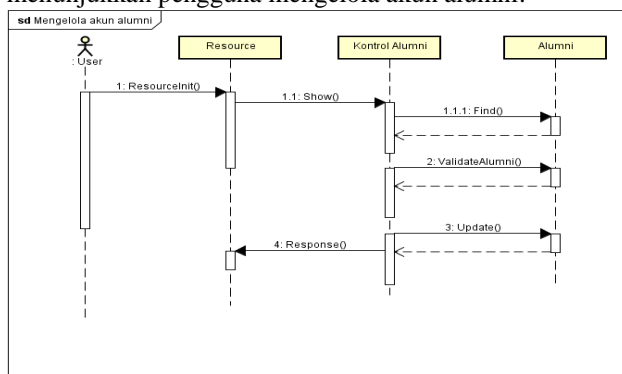 menunjukkan pengguna mengelola akun alumni.
sd Mengelola akun alumni
Resource
Kontrol Alumni
Alumni
: User
1: ResourceInit()
1.1: Show()
1.1.1: Find()
2: ValidateAlumni()
3: Update()
4: Response()